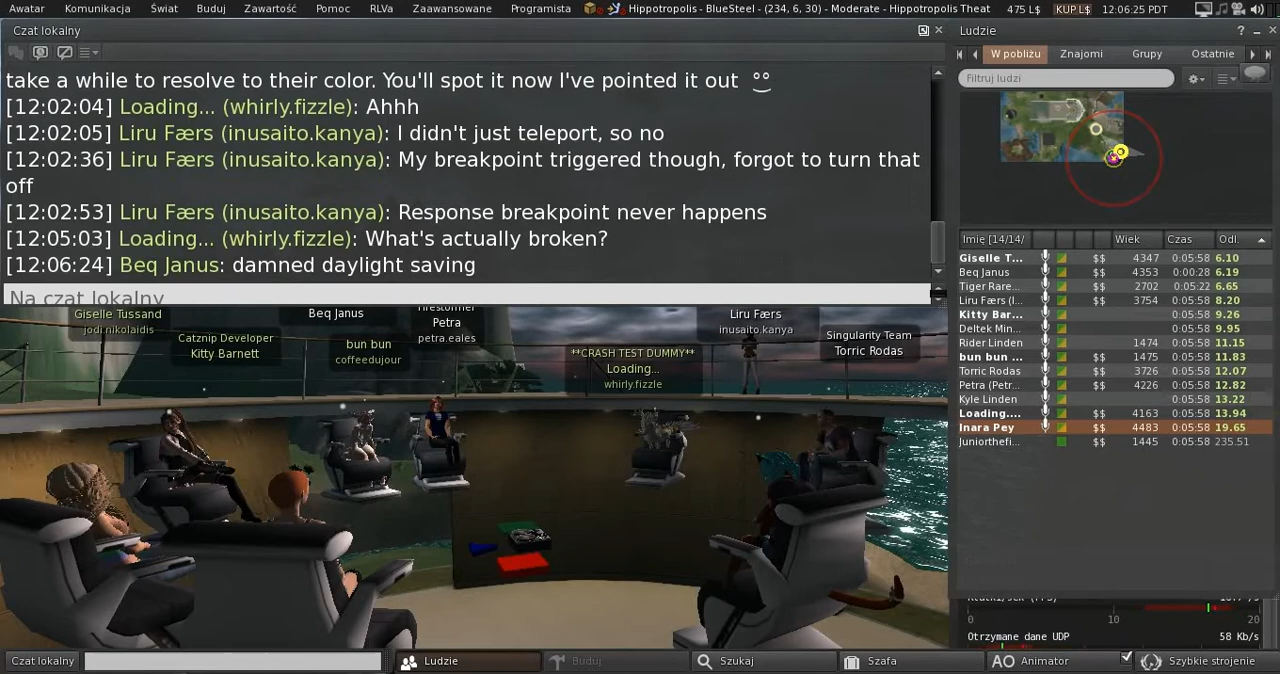 Awatar Komunikacja Świat Buduj Zawartość Pomoc RLVa Zaawansowane Programista Hippotropolis - BlueSteel - (234, 6, 30) - Moderate - Hippotropolis Theat 475 L$ KUP L$ 12:06:25 PDT
Czat lokalny
take a while to resolve to their color. You'll spot it now I've pointed it out
[12:02:04] Loading... (whirly.fizzle): Ahhh
[12:02:05] Liru Færs (inusaito.kanya): I didn't just teleport, so no
[12:02:36] Liru Færs (inusaito.kanya): My breakpoint triggered though, forgot to turn that
off
[12:02:53] Liru Færs (inusaito.kanya): Response breakpoint never happens
[12:05:03] Loading... (whirly.fizzle): What's actually broken?
[12:06:24] Beq Janus: damned daylight saving
Na czat lokalny
Giselle Tussand
jodi.nikolaidis
Catznip Developer
Kitty Barnett
Beq Janus
bun bun
coffeedujour
Firestormer
Petra
petra.eales
**CRASH TEST DUMMY**
Loading...
whirly.fizzle
Liru Færs
inusaito.kanya
Singularity Team
Torric Rodas
Ludzie
W pobliżu Znajomi Grupy Ostatnie
Filtruj ludzi
Imię [14/14/ Wiek Czas Odl.
Giselle T... $$ 4347 0:05:58 6.10
Beq Janus $$ 4353 0:00:28 6.19
Tiger Rare... $$ 2702 0:05:22 6.65
Liru Færs (I... $$ 3754 0:05:58 8.20
Kitty Bar... 0:05:58 9.26
Deltek Min... 0:05:58 9.95
Rider Linden 1474 0:05:58 11.15
bun bun ... $$ 1475 0:05:58 11.83
Torric Rodas $$ 3726 0:05:58 12.07
Petra (Petr... $$ 4226 0:05:58 12.82
Kyle Linden 0:05:58 13.22
Loading.... $$ 4163 0:05:58 13.94
Inara Pey $$ 4483 0:05:58 19.65
Juniorthefi... $$ 1445 0:05:58 235.51
0 10 20
Otrzymane dane UDP 58 Kb/s
Czat lokalny Ludzie Buduj Szukaj Szafa AO Animator Szybkie strojenie